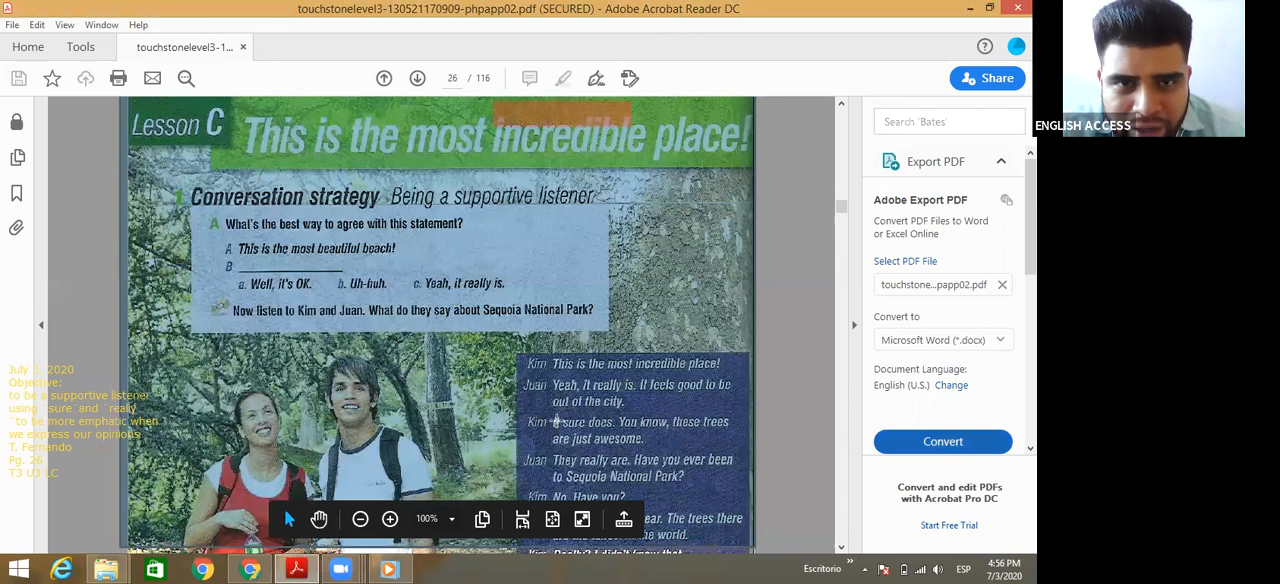 touchstonelevel3-130521170909-phpapp02.pdf (SECURED) - Adobe Acrobat Reader DC
File Edit View Window Help
Home Tools touchstonelevel3-1... ×
26 / 116
Share
Lesson C This is the most incredible place!
1 Conversation strategy Being a supportive listener
A What's the best way to agree with this statement?
A This is the most beautiful beach!
B
a. Well, it's OK. b. Uh-huh. c. Yeah, it really is.
Now listen to Kim and Juan. What do they say about Sequoia National Park?
Kim This is the most incredible place!
Juan Yeah, it really is. It feels good to be
out of the city.
Kim sure does. You know, these trees
are just awesome.
Juan They really are. Have you ever been
to Sequoia National Park?
Kim No. Have you?
The trees there
the world.
Kim Really? I didn't know that.
July 3, 2020
Objective:
to be a supportive listener
using ¨sure¨and ¨really
¨to be more emphatic when
we express our opinions
T. Fernando
Pg. 26
T3 U3 LC
100%
Search 'Bates'
Export PDF
Adobe Export PDF
Convert PDF Files to Word
or Excel Online
Select PDF File
touchstone...papp02.pdf
Convert to
Microsoft Word (*.docx)
Document Language:
English (U.S.) Change
Convert
Convert and edit PDFs
with Acrobat Pro DC
Start Free Trial
ENGLISH ACCESS
Escritorio
ESP
4:56 PM
7/3/2020